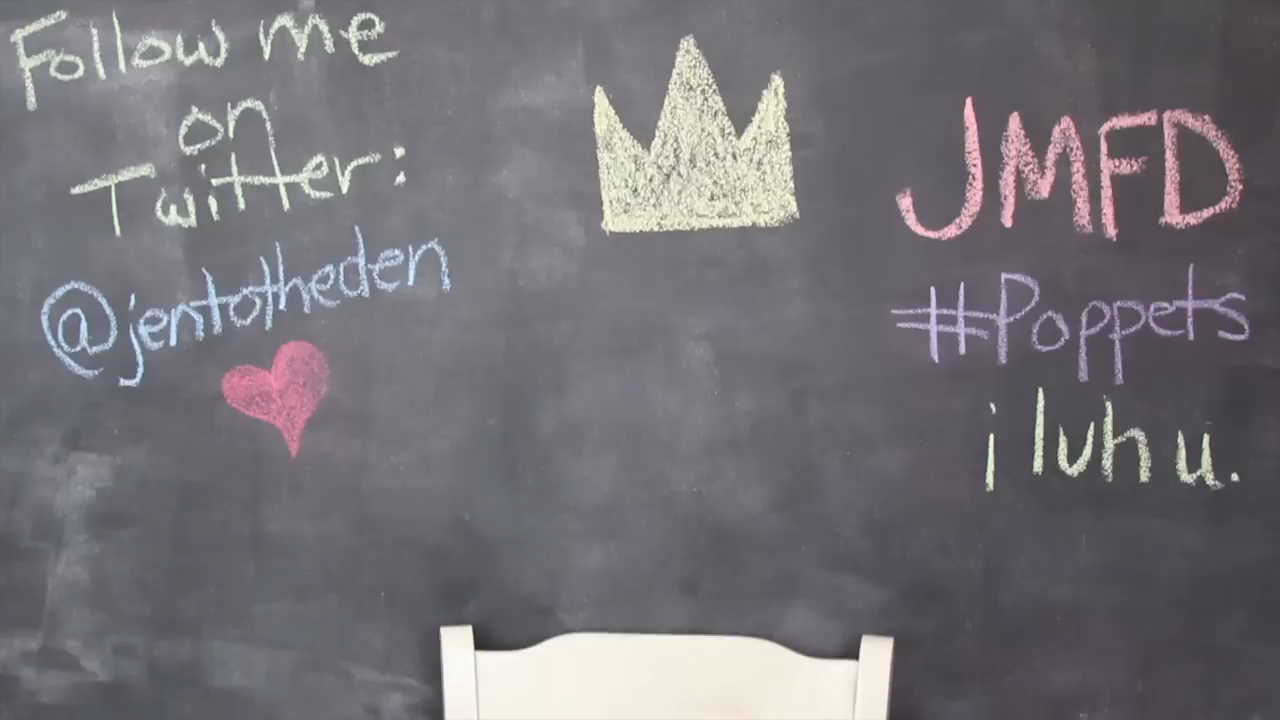 Follow me
on
Twitter:
@jentotheden
JMFD
#Poppets
i luh u.